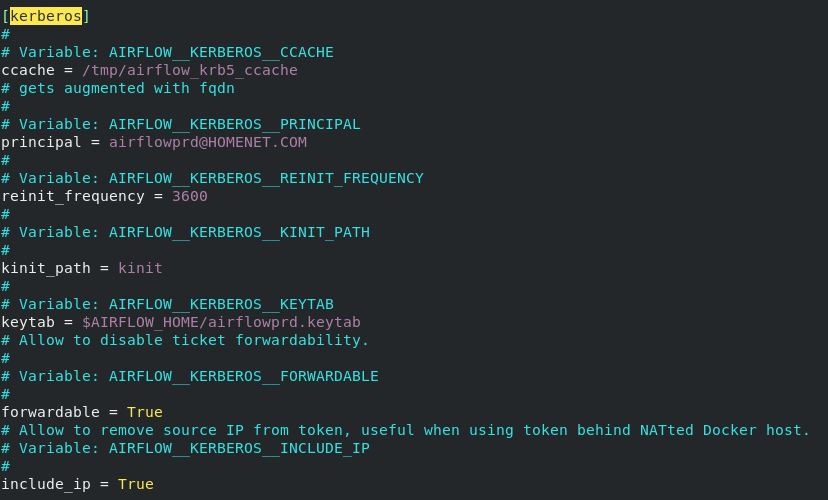 [kerberos]
#
# Variable: AIRFLOW__KERBEROS__CCACHE
ccache = /tmp/airflow_krb5_ccache
# gets augmented with fqdn
#
# Variable: AIRFLOW__KERBEROS__PRINCIPAL
principal = airflowprd@HOMENET.COM
#
# Variable: AIRFLOW__KERBEROS__REINIT_FREQUENCY
reinit_frequency = 3600
#
# Variable: AIRFLOW__KERBEROS__KINIT_PATH
#
kinit_path = kinit
#
# Variable: AIRFLOW__KERBEROS__KEYTAB
keytab = $AIRFLOW_HOME/airflowprd.keytab
# Allow to disable ticket forwardability.
#
# Variable: AIRFLOW__KERBEROS__FORWARDABLE
#
forwardable = True
# Allow to remove source IP from token, useful when using token behind NATted Docker host.
# Variable: AIRFLOW__KERBEROS__INCLUDE_IP
#
include_ip = True